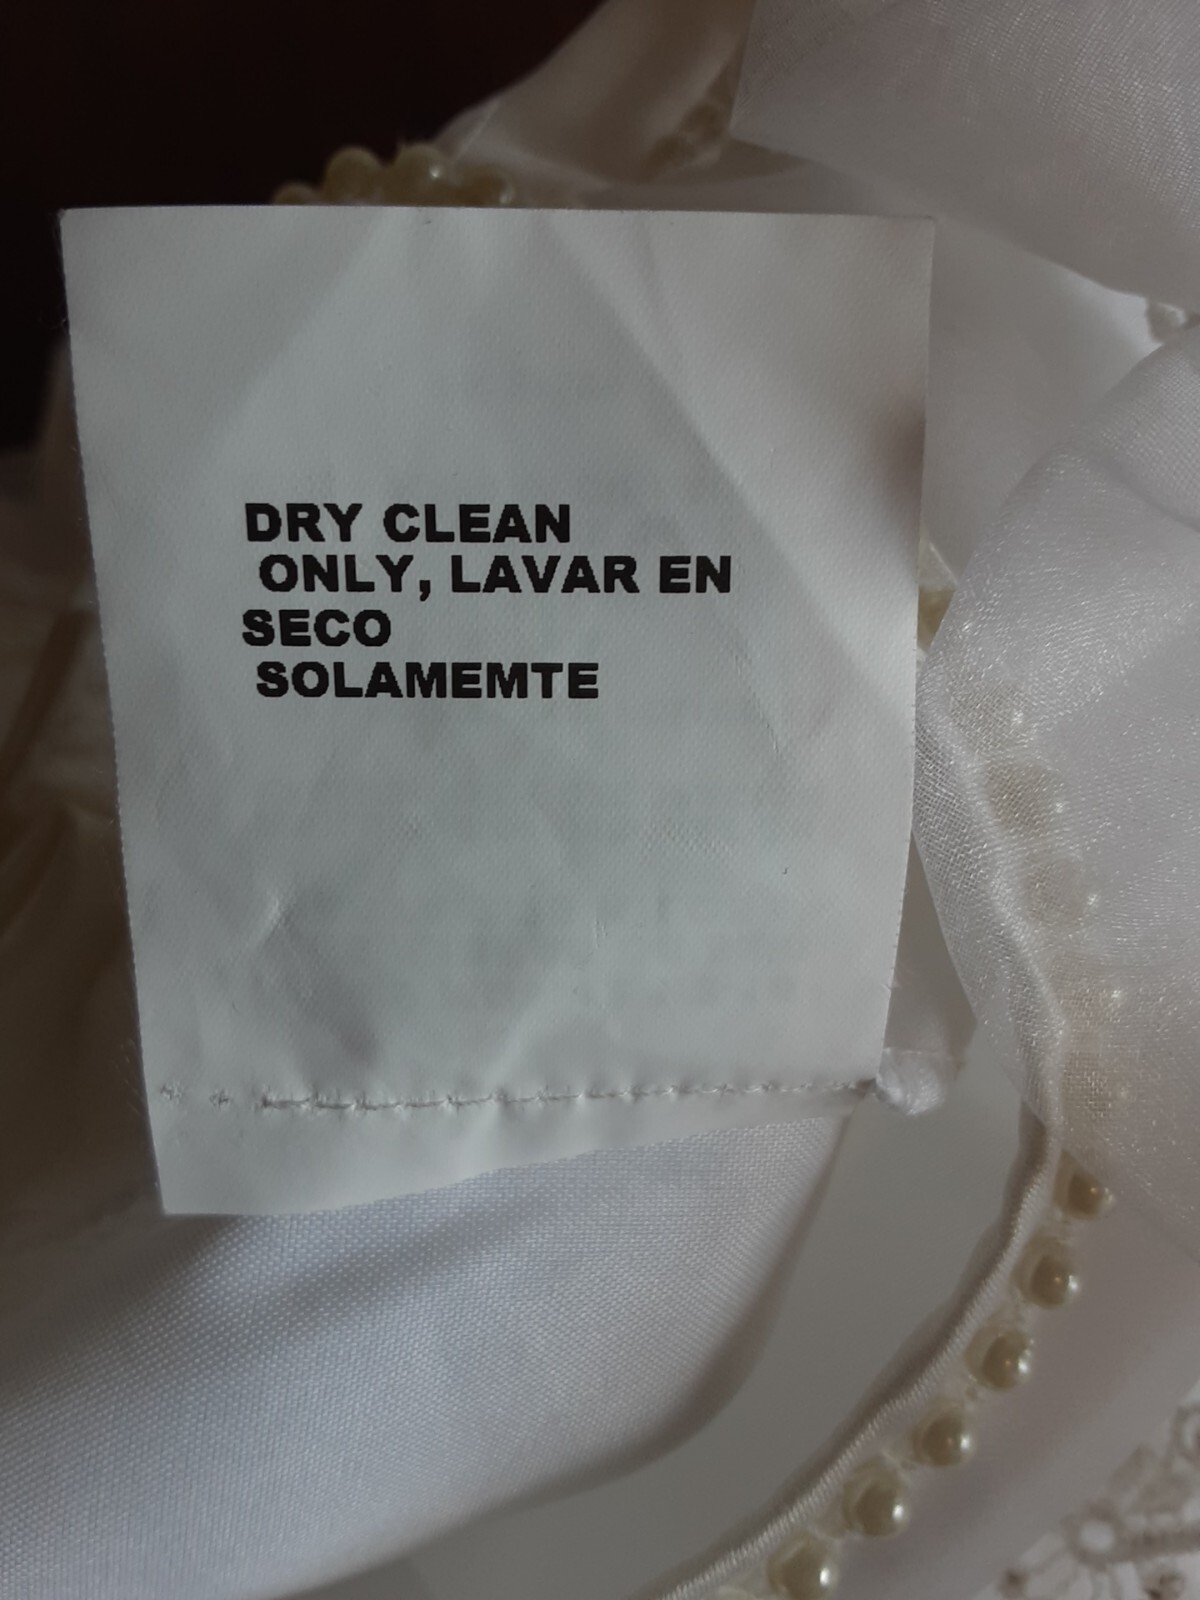 DRY CLEAN
ONLY, LAVAR EN
SECO
SOLAMEMTE